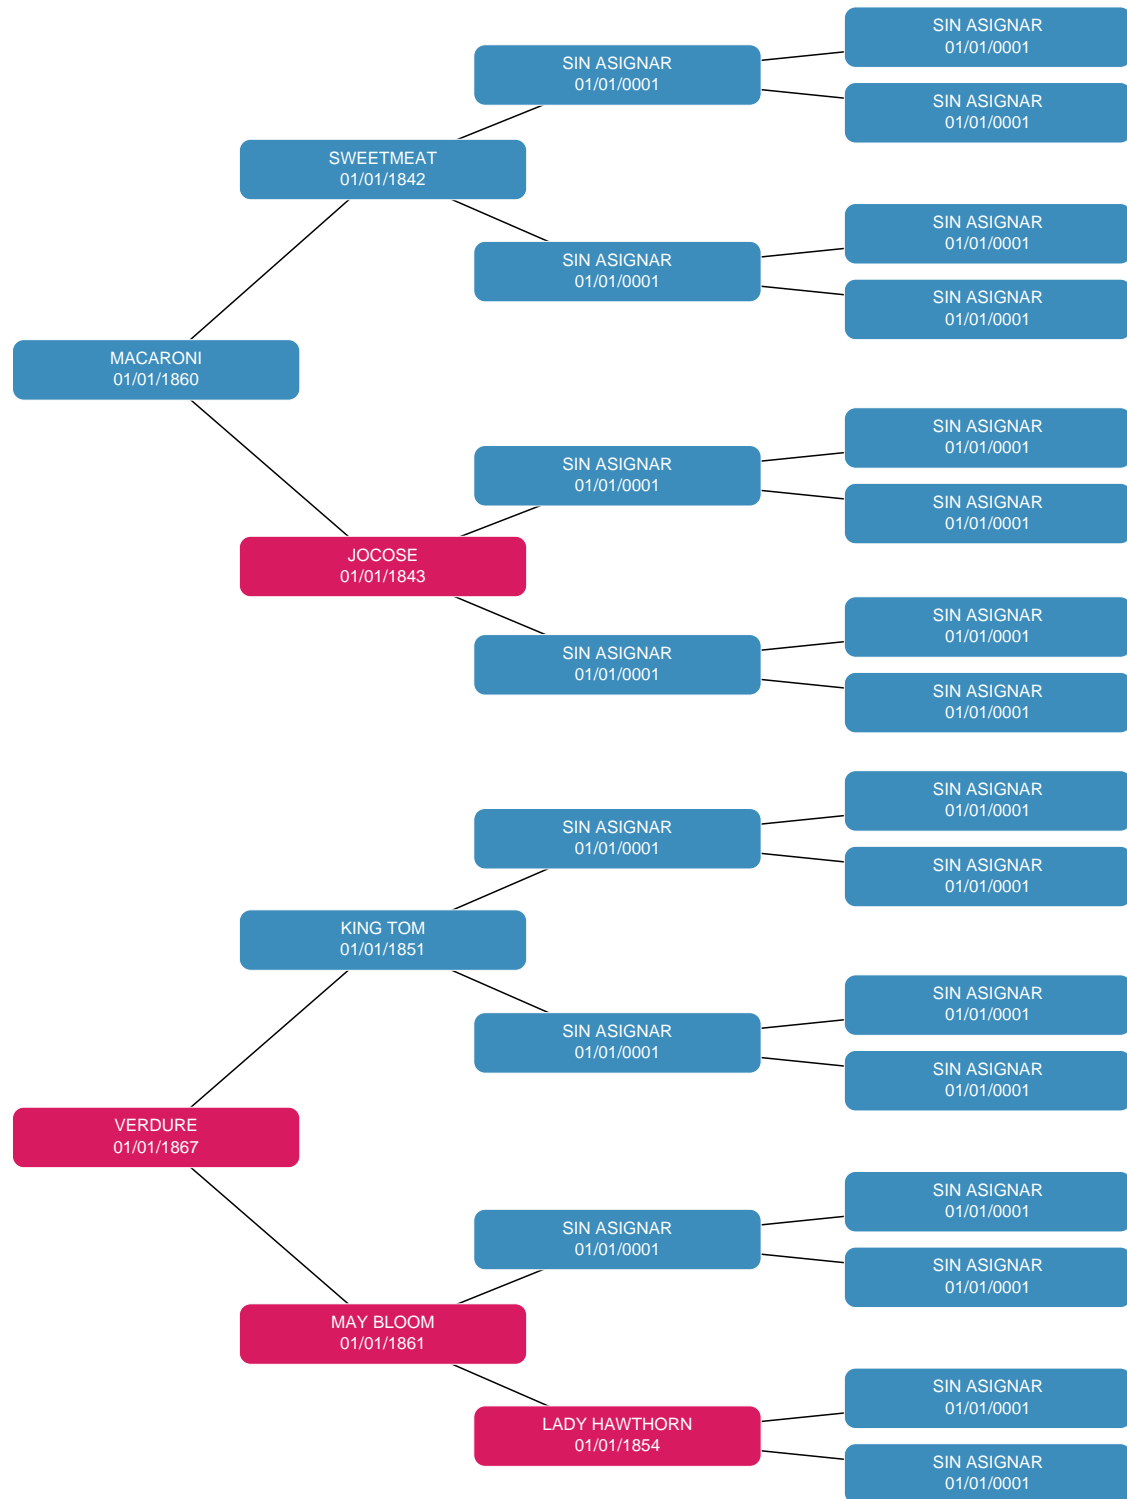 SIN ASIGNAR
01/01/0001
SIN ASIGNAR
01/01/0001
SIN ASIGNAR
01/01/0001
SWEETMEAT
01/01/1842
SIN ASIGNAR
01/01/0001
SIN ASIGNAR
01/01/0001
SIN ASIGNAR
01/01/0001
MACARONI
01/01/1860
SIN ASIGNAR
01/01/0001
SIN ASIGNAR
01/01/0001
SIN ASIGNAR
01/01/0001
JOCOSE
01/01/1843
SIN ASIGNAR
01/01/0001
SIN ASIGNAR
01/01/0001
SIN ASIGNAR
01/01/0001
SIN ASIGNAR
01/01/0001
SIN ASIGNAR
01/01/0001
SIN ASIGNAR
01/01/0001
KING TOM
01/01/1851
SIN ASIGNAR
01/01/0001
SIN ASIGNAR
01/01/0001
SIN ASIGNAR
01/01/0001
VERDURE
01/01/1867
SIN ASIGNAR
01/01/0001
SIN ASIGNAR
01/01/0001
SIN ASIGNAR
01/01/0001
MAY BLOOM
01/01/1861
SIN ASIGNAR
01/01/0001
LADY HAWTHORN
01/01/1854
SIN ASIGNAR
01/01/0001